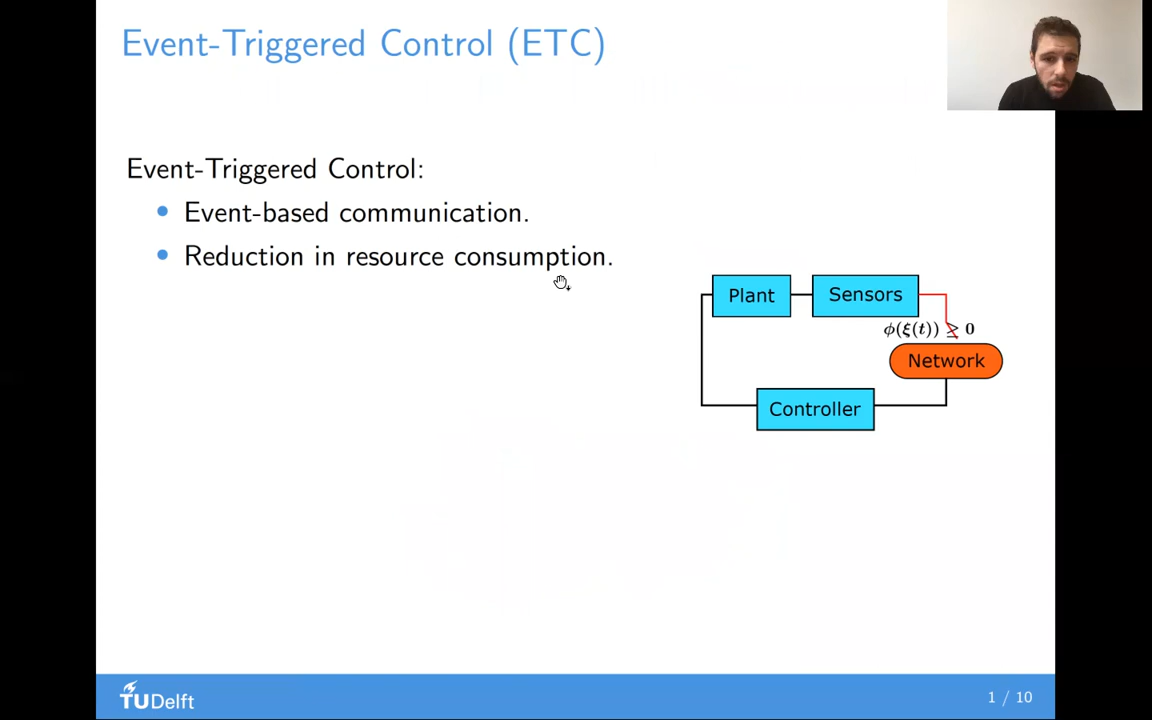 Event-Triggered Control (ETC)
Event-Triggered Control:
Event-based communication.
Reduction in resource consumption.
Plant
Sensors
ϕ(ξ(t)) ≥ 0
Network
Controller
TUDelft
1 / 10